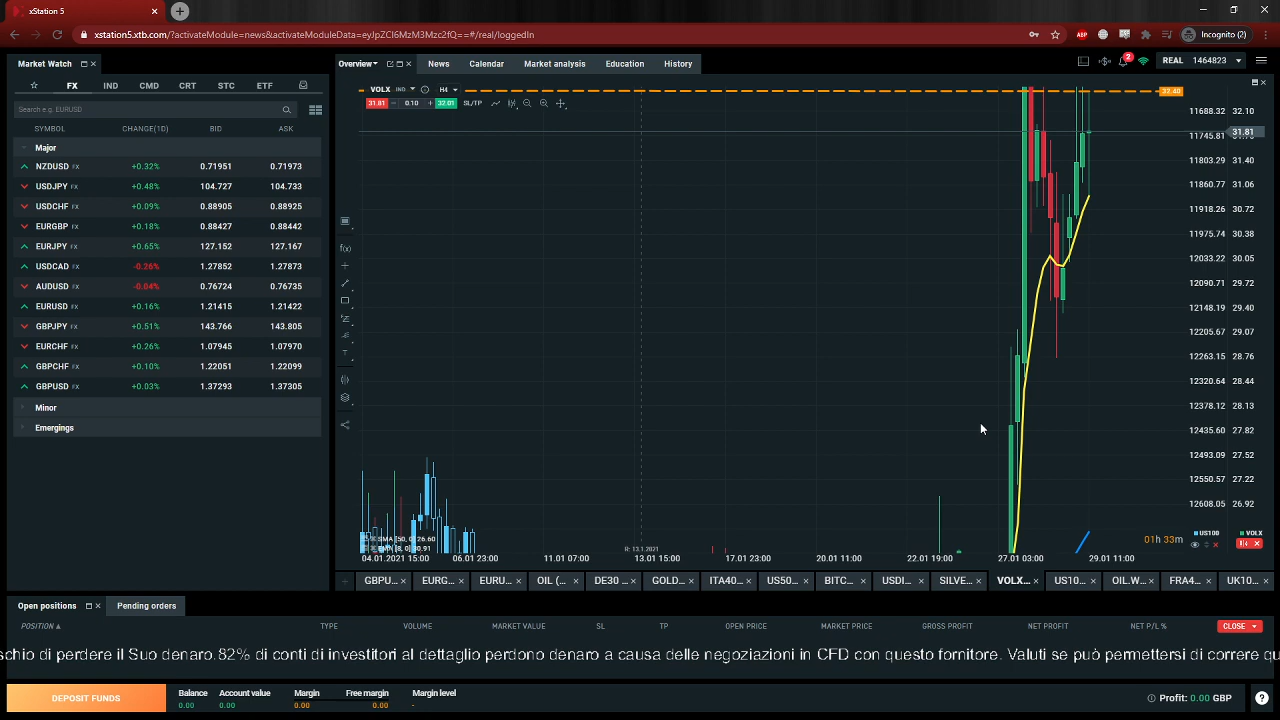 xStation 5
xstation5.xtb.com/?activateModule=news&activateModuleData=eyJpZCI6MzM3Mzc2fQ==#/real/loggedIn
ABP
Incognito (2)
Market Watch
Overview
News
Calendar
Market analysis
Education
History
2
REAL 1464823
FX IND CMD CRT STC ETF
Search e.g. EURUSD
SYMBOL CHANGE(1D) BID ASK
Major
NZDUSD FX +0.32% 0.71951 0.71973
USDJPY FX +0.48% 104.727 104.733
USDCHF FX +0.09% 0.88905 0.88925
EURGBP FX +0.18% 0.88427 0.88442
EURJPY FX +0.65% 127.152 127.167
USDCAD FX -0.26% 1.27852 1.27873
AUDUSD FX -0.04% 0.76724 0.76735
EURUSD FX +0.16% 1.21415 1.21422
GBPJPY FX +0.51% 143.766 143.805
EURCHF FX +0.26% 1.07945 1.07970
GBPCHF FX +0.10% 1.22051 1.22099
GBPUSD FX +0.03% 1.37293 1.37305
Minor
Emergings
VOLX IND H4
31.81 0.10 32.01 SL/TP
32.40
11688.32 32.10
11745.81 31.81
11803.29 31.40
11860.77 31.06
11918.26 30.72
11975.74 30.38
12033.22 30.05
12090.71 29.72
12148.19 29.40
12205.67 29.07
12263.15 28.76
12320.64 28.44
12378.12 28.13
12435.60 27.82
12493.09 27.52
12550.57 27.22
12608.05 26.92
f(x)
T
SMA [50, 0] 26.60
EMA [8, 0] 30.91
R: 13.1.2021
US100 VOLX
01h 33m
04.01.2021 15:00 06.01 23:00 11.01 07:00 13.01 15:00 17.01 23:00 20.01 11:00 22.01 19:00 27.01 03:00 29.01 11:00
GBPU... EURG... EURU... OIL (... DE30 ... GOLD... ITA40... US50... BITC... USDI... SILVE... VOLX... US10... OIL.W... FRA4... UK10...
Open positions Pending orders
POSITION TYPE VOLUME MARKET VALUE SL TP OPEN PRICE MARKET PRICE GROSS PROFIT NET PROFIT NET P/L % CLOSE
schio di perdere il Suo denaro. 82% di conti di investitori al dettaglio perdono denaro a causa delle negoziazioni in CFD con questo fornitore. Valuti se può permettersi di correre qu
DEPOSIT FUNDS
Balance Account value Margin Free margin Margin level
0.00 0.00 0.00 0.00 -
Profit: 0.00 GBP
?